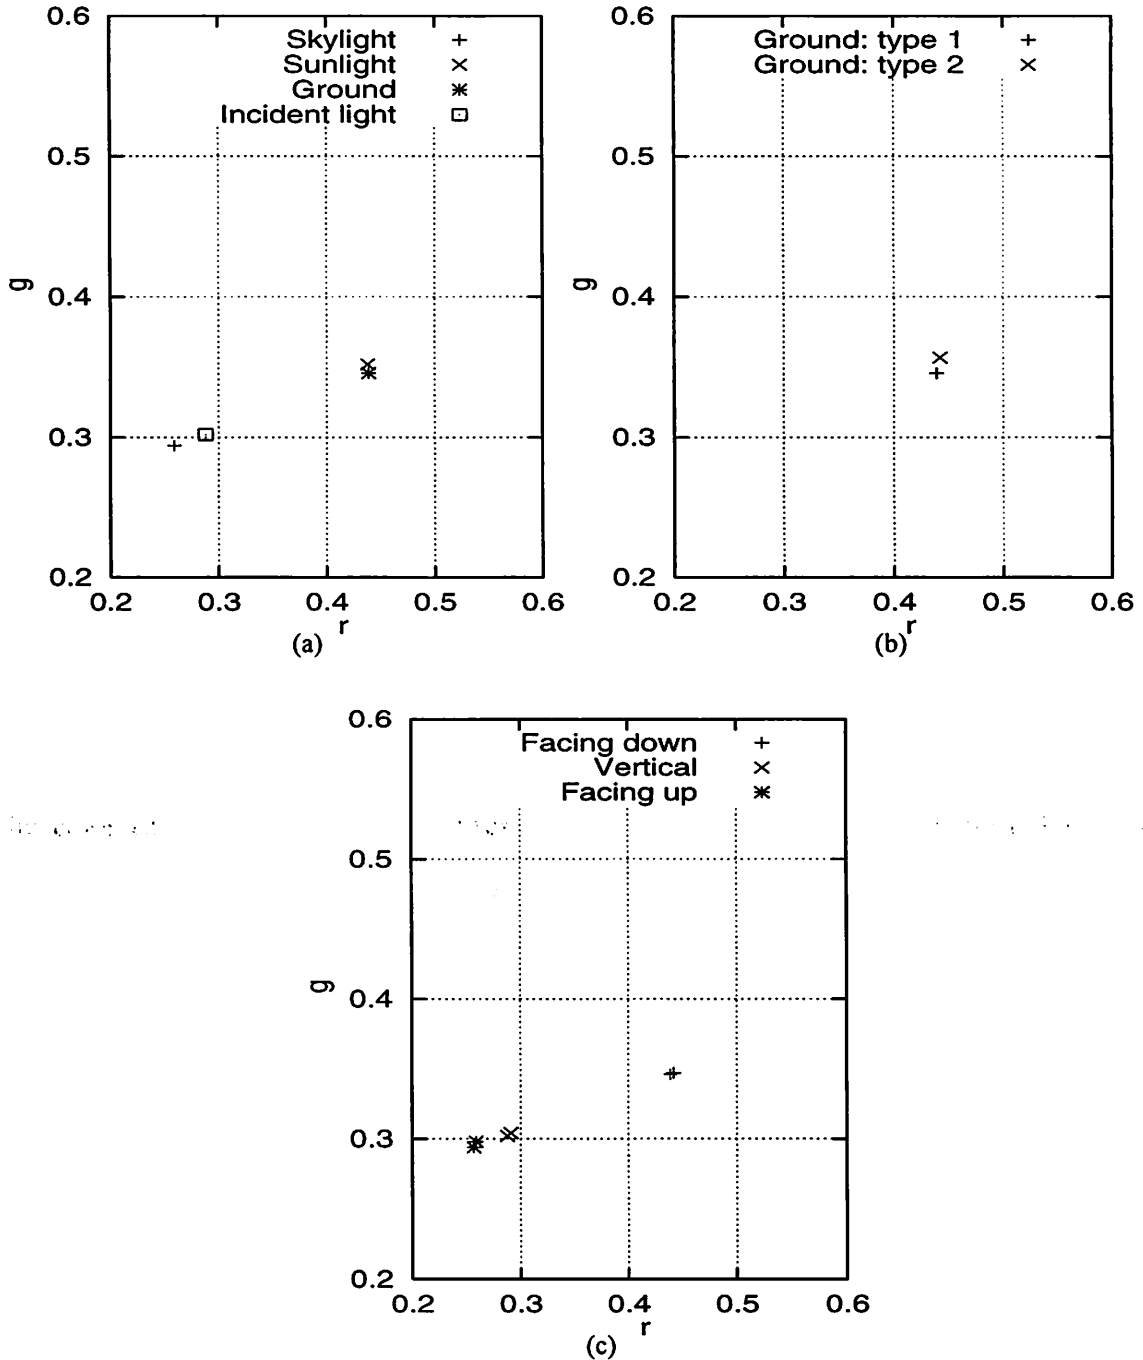 0.6
0.5
0.4
0.3
0.2
g
Skylight
Sunlight
Ground
Incident light
0.2 0.3 0.4 0.5 0.6
r
(a)
0.6
0.5
0.4
0.3
0.2
g
Ground: type 1
Ground: type 2
0.2 0.3 0.4 0.5 0.6
r
(b)
0.6
0.5
0.4
0.3
0.2
g
Facing down
Vertical
Facing up
0.2 0.3 0.4 0.5 0.6
r
(c)